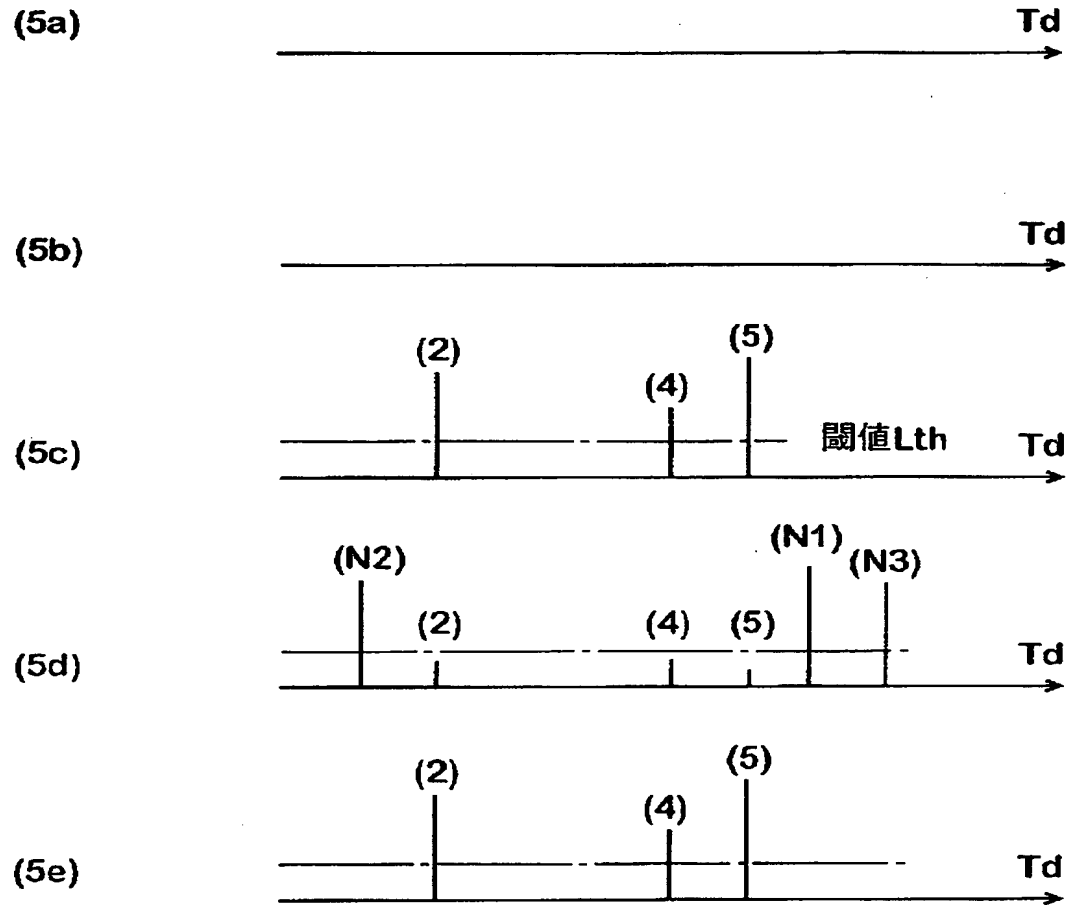 (5a) Td
(5b) Td
(2) (4) (5)
(5c) 閾値Lth Td
(N2) (N1) (N3)
(2) (4) (5)
(5d) Td
(2) (4) (5)
(5e) Td